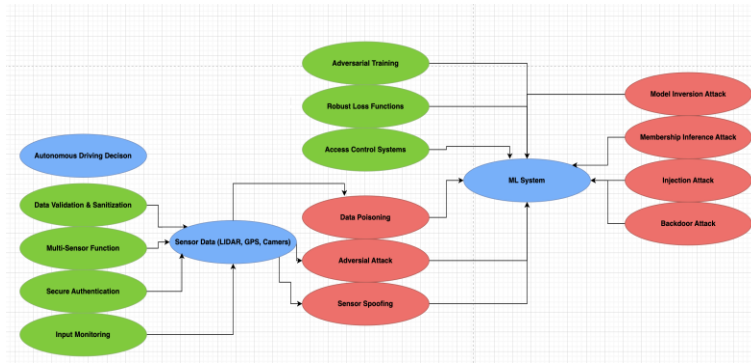 Adversarial Training
Model Inversion Attack
Robust Loss Functions
Membership Inference Attack
Access Control Systems
Autonomous Driving Decison
ML System
Injection Attack
Data Validation & Sanitization
Data Poisoning
Backdoor Attack
Multi-Sensor Function
Sensor Data (LIDAR, GPS, Camers)
Adversial Attack
Secure Authentication
Sensor Spoofing
Input Monitoring